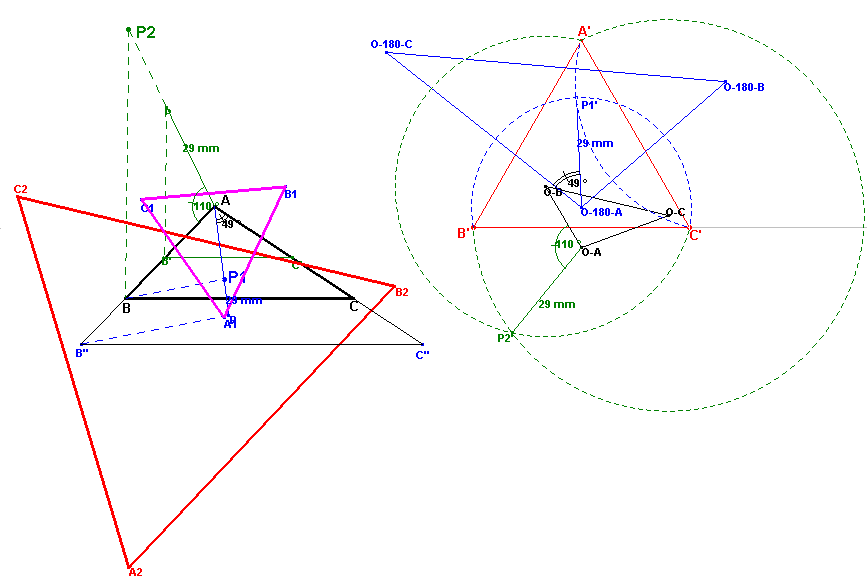 P2
O-180-C
A'
O-180-B
P1'
P
29 mm
29 mm
49 °
C2
C1
B1
A
110 °
49 °
O-B
O-180-A
O-C
B'
C'
110 °
O-A
B'
C'
P1
B2
B
29 mm
C
29 mm
A1
P
P2'
B"
C"
A2